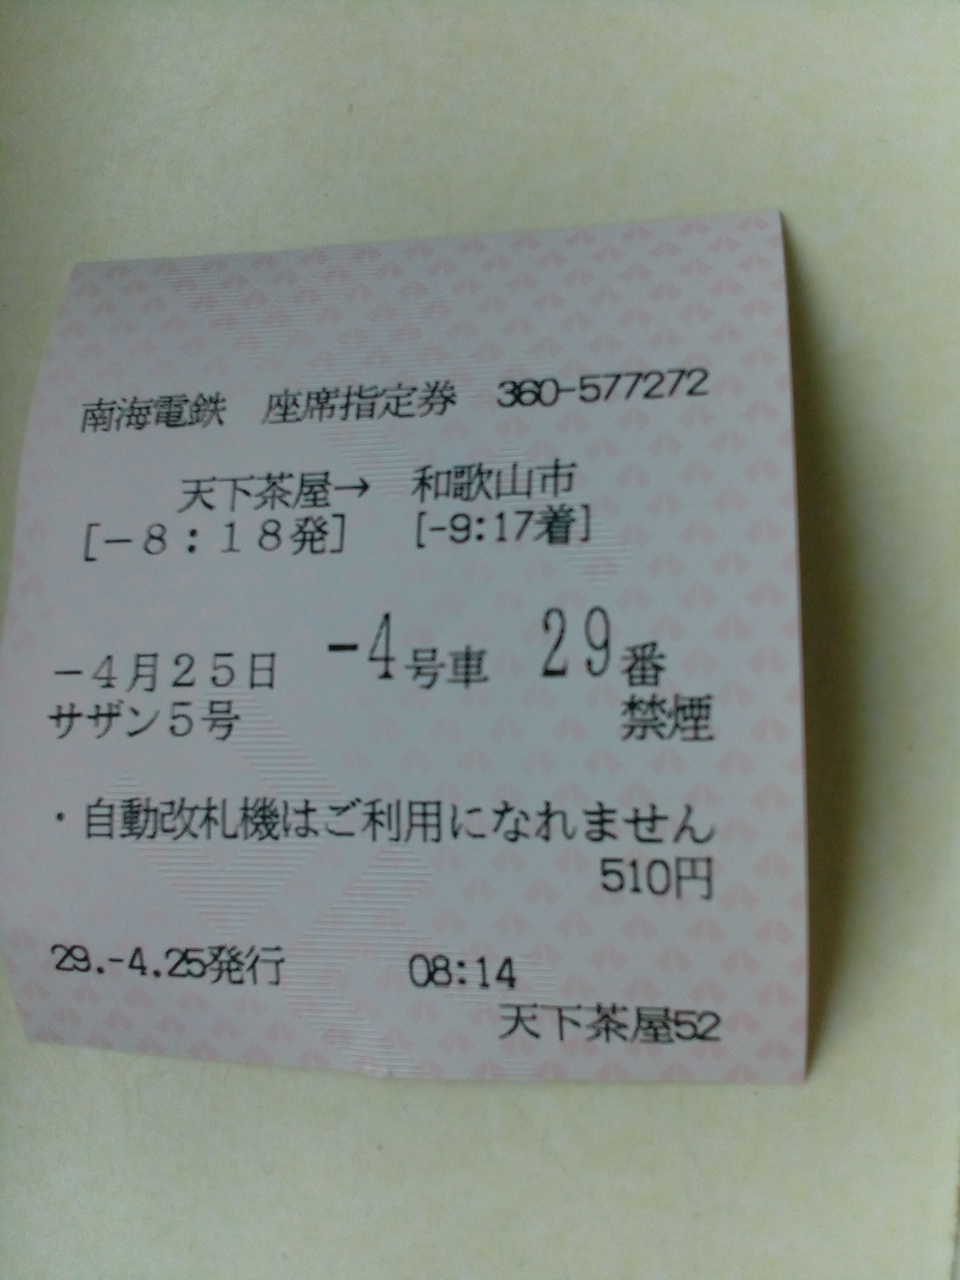 南海電鉄　座席指定券　360-577272
天下茶屋→　和歌山市
[－８：１８発]　[-9:17着]
－４月２５日　-4号車　29番
サザン５号　禁煙
・自動改札機はご利用になれません
510円
29.-4.25発行　08:14
天下茶屋52